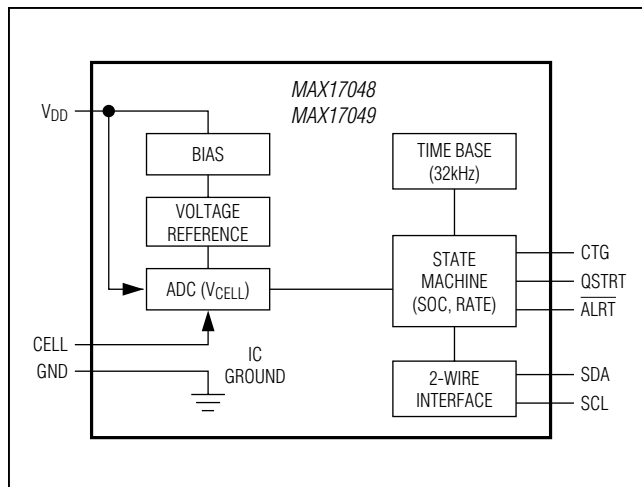 MAX17048
MAX17049
VDD
BIAS
TIME BASE
(32kHz)
VOLTAGE
REFERENCE
STATE
MACHINE
(SOC, RATE)
CTG
QSTRT
ALRT
ADC (VCELL)
CELL
GND
IC
GROUND
2-WIRE
INTERFACE
SDA
SCL